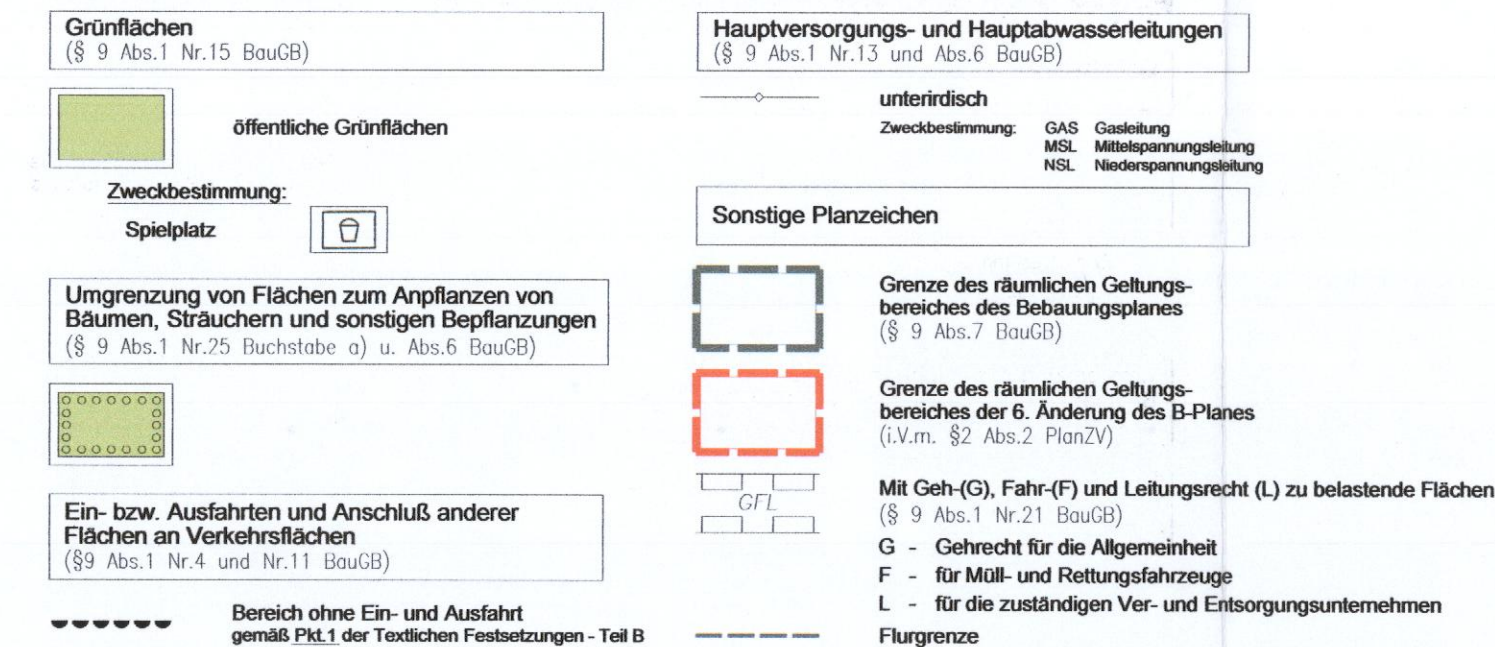 Grünflächen
(§ 9 Abs.1 Nr.15 BauGB)
öffentliche Grünflächen
Zweckbestimmung:
Spielplatz
Umgrenzung von Flächen zum Anpflanzen von
Bäumen, Sträuchern und sonstigen Bepflanzungen
(§ 9 Abs.1 Nr.25 Buchstabe a) u. Abs.6 BauGB)
Ein- bzw. Ausfahrten und Anschluß anderer
Flächen an Verkehrsflächen
(§9 Abs.1 Nr.4 und Nr.11 BauGB)
Bereich ohne Ein- und Ausfahrt
gemäß Pkt.1 der Textlichen Festsetzungen - Teil B
Hauptversorgungs- und Hauptabwasserleitungen
(§ 9 Abs.1 Nr.13 und Abs.6 BauGB)
unterirdisch
Zweckbestimmung: GAS Gasleitung
MSL Mittelspannungsleitung
NSL Niederspannungsleitung
Sonstige Planzeichen
Grenze des räumlichen Geltungs-
bereiches des Bebauungsplanes
(§ 9 Abs.7 BauGB)
Grenze des räumlichen Geltungs-
bereiches der 6. Änderung des B-Planes
(i.V.m. §2 Abs.2 PlanZV)
GFL
Mit Geh-(G), Fahr-(F) und Leitungsrecht (L) zu belastende Flächen
(§ 9 Abs.1 Nr.21 BauGB)
G - Gehrecht für die Allgemeinheit
F - für Müll- und Rettungsfahrzeuge
L - für die zuständigen Ver- und Entsorgungsunternehmen
Flurgrenze